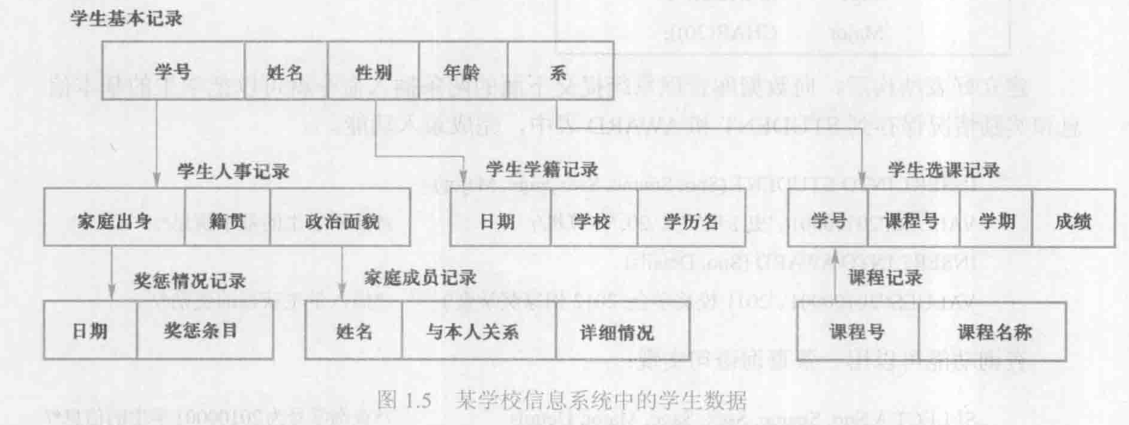 学生基本记录
学号 姓名 性别 年龄 系
学生人事记录 学生学籍记录 学生选课记录
家庭出身 籍贯 政治面貌 日期 学校 学历名 学号 课程号 学期 成绩
奖惩情况记录 家庭成员记录 课程记录
日期 奖惩条目 姓名 与本人关系 详细情况 课程号 课程名称
图 1.5 某学校信息系统中的学生数据